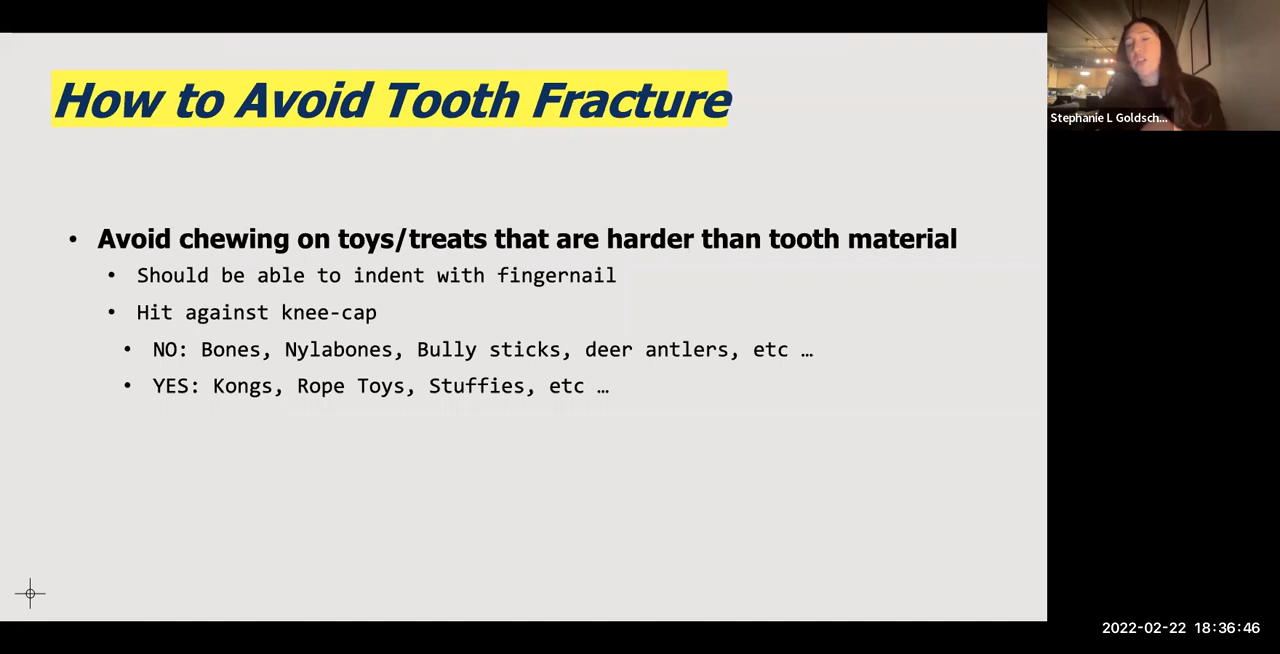 How to Avoid Tooth Fracture
Stephanie L Goldsch...
• Avoid chewing on toys/treats that are harder than tooth material
• Should be able to indent with fingernail
• Hit against knee-cap
• NO: Bones, Nylabones, Bully sticks, deer antlers, etc …
• YES: Kongs, Rope Toys, Stuffies, etc …
2022-02-22 18:36:46